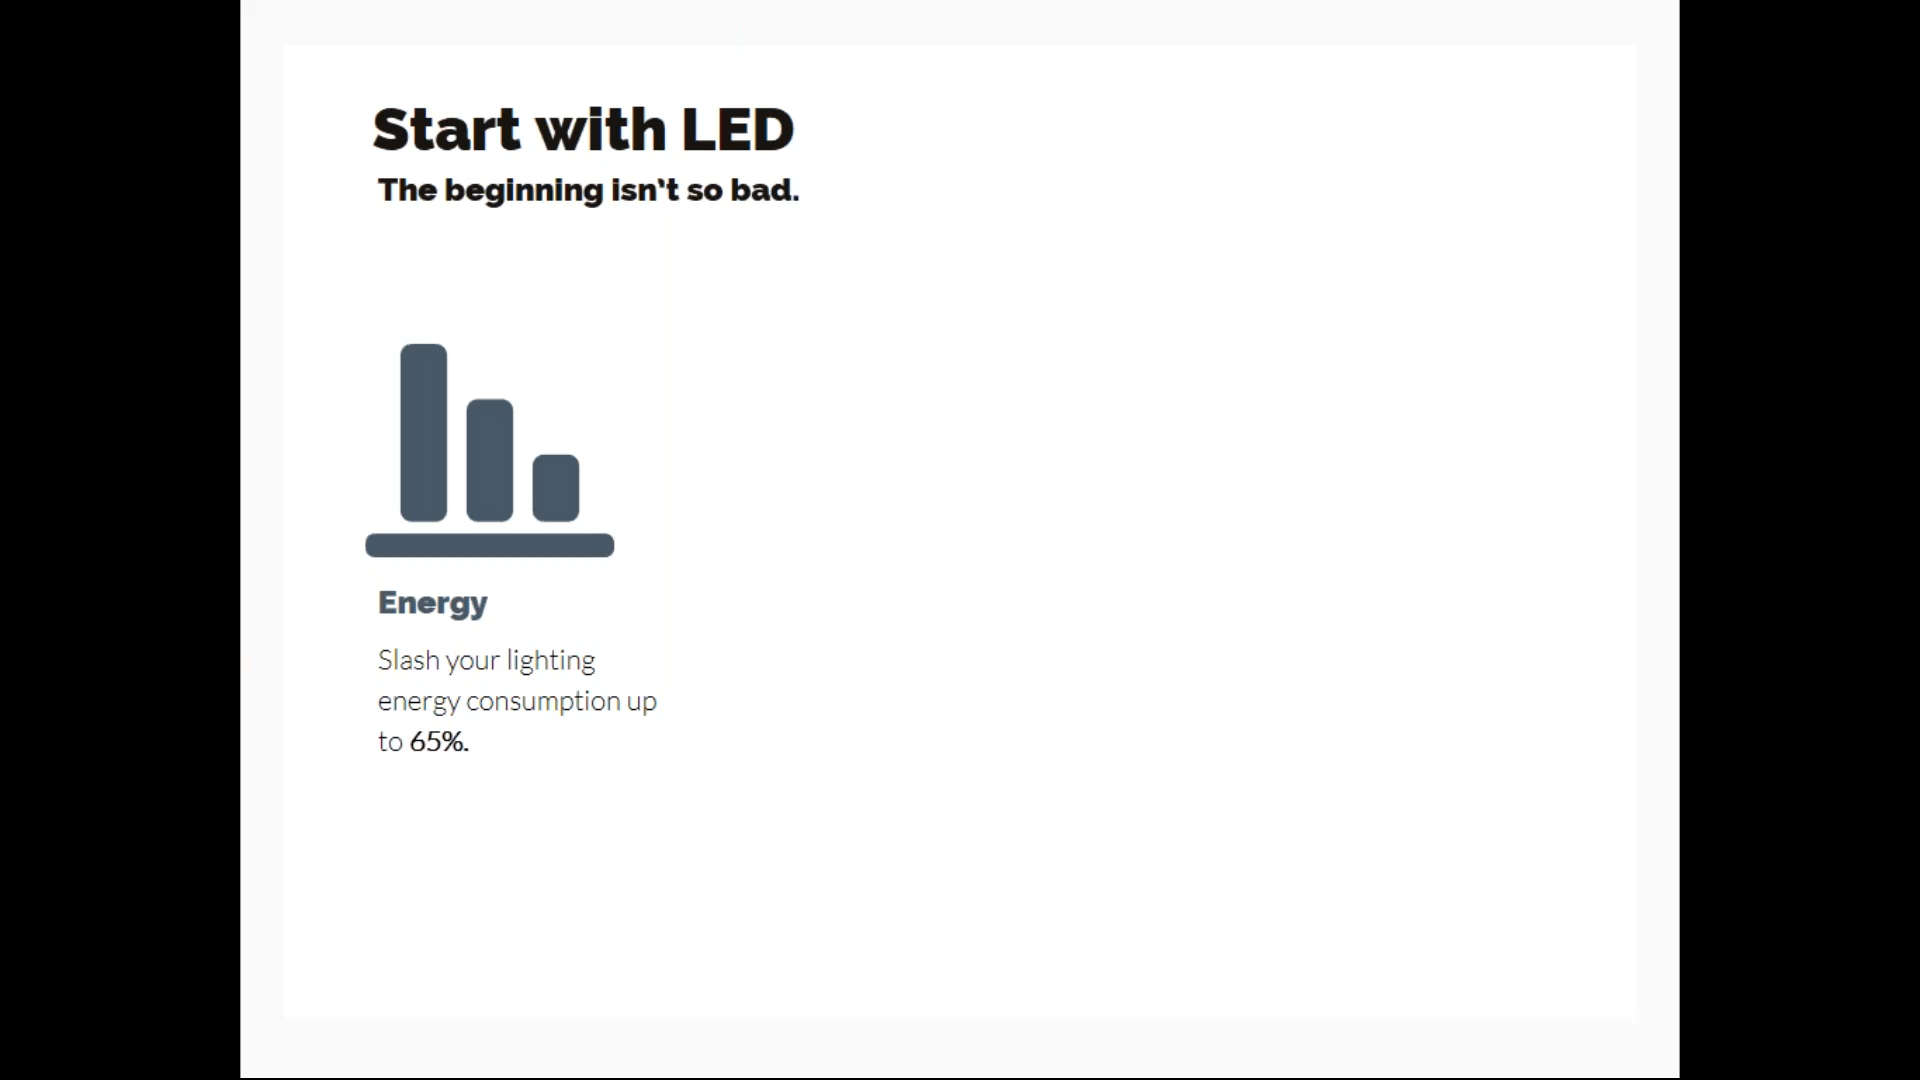 Start with LED
The beginning isn't so bad.
Energy
Slash your lighting
energy consumption up
to 65%.